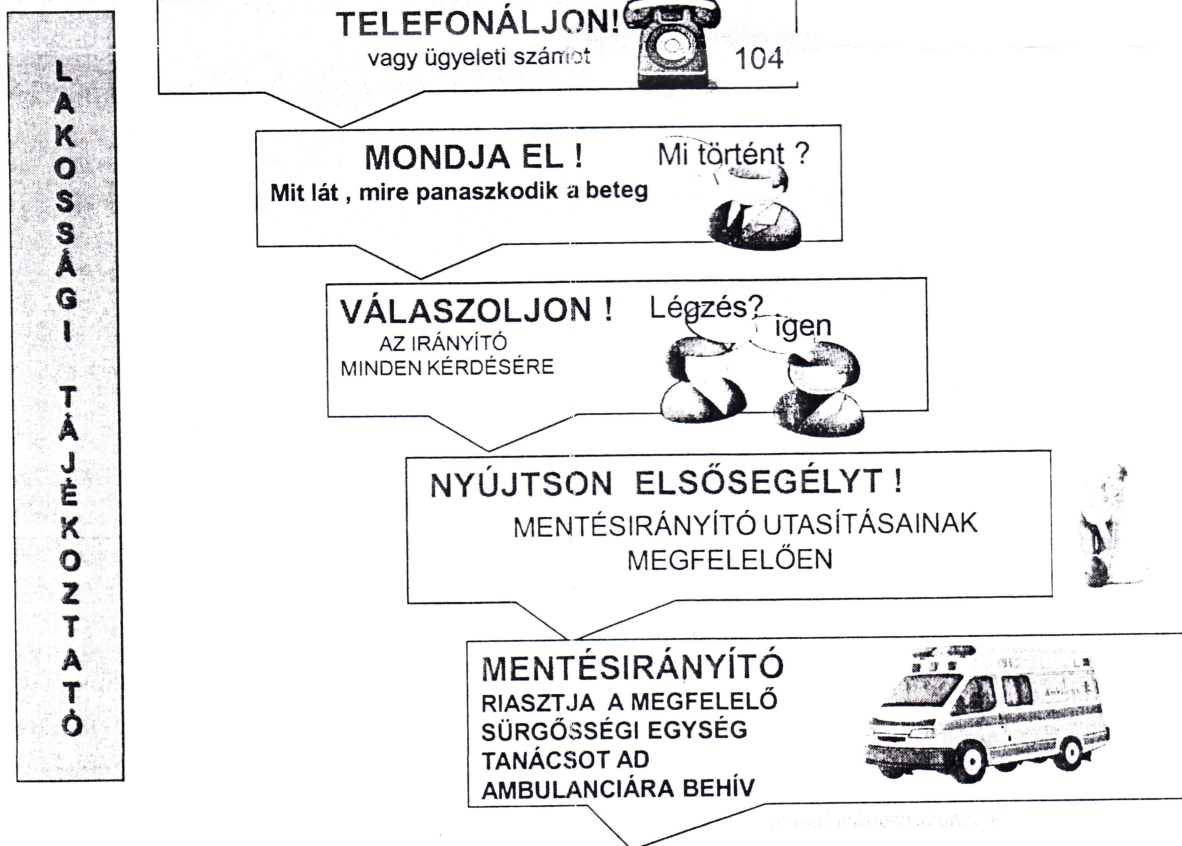 LAKOSSÁGI TÁJÉKOZTATÓ
TELEFONÁLJON!
vagy ügyeleti számot
104
MONDJA EL !
Mit lát , mire panaszkodik a beteg
Mi történt ?
VÁLASZOLJON !
AZ IRÁNYÍTÓ
MINDEN KÉRDÉSÉRE
Légzés?
igen
NYÚJTSON ELSŐSEGÉLYT !
MENTÉSIRÁNYÍTÓ UTASÍTÁSAINAK
MEGFELELŐEN
MENTÉSIRÁNYÍTÓ
RIASZTJA A MEGFELELŐ
SÜRGŐSSÉGI EGYSÉG
TANÁCSOT AD
AMBULANCIÁRA BEHÍV